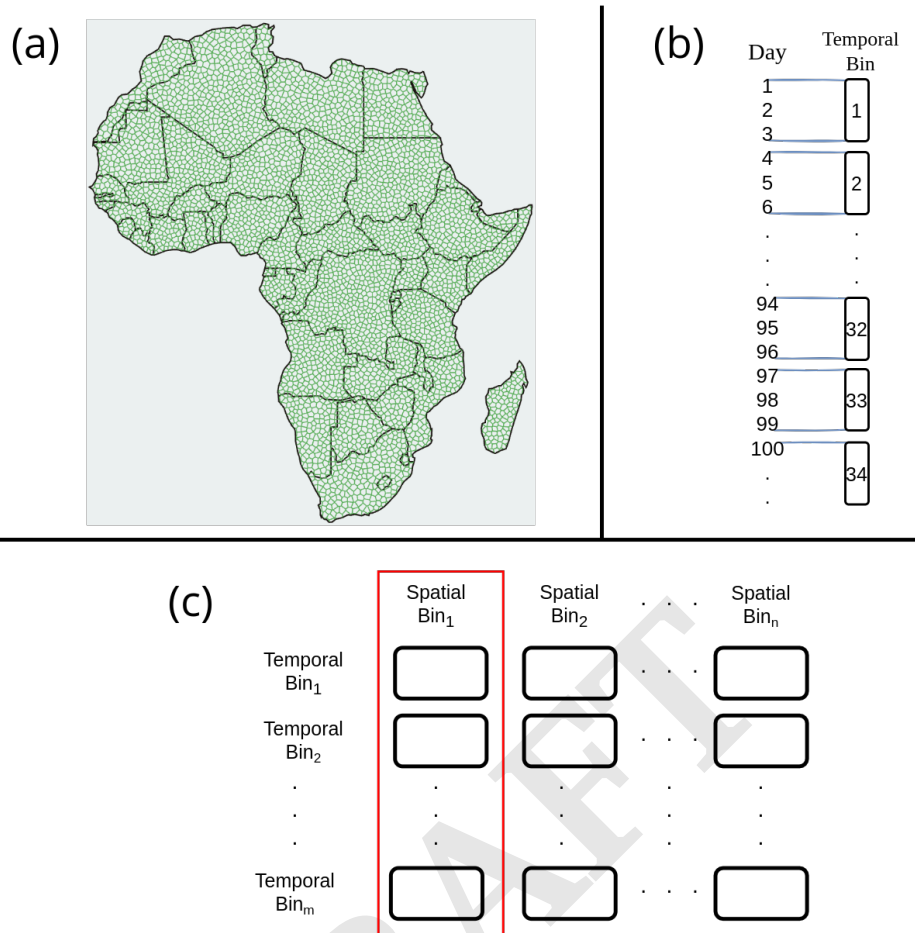 (a)
(b)
Day
Temporal
Bin
1
2
3
1
4
5
6
2
.
.
.
.
.
.
94
95
96
32
97
98
99
33
100
.
.
34
(c)
Spatial
Bin1
Spatial
Bin2
. . .
Spatial
Binn
Temporal
Bin1
. . .
Temporal
Bin2
. . .
. . . . .
. . . . .
. . . . .
Temporal
Binm
. . .
DRAFT